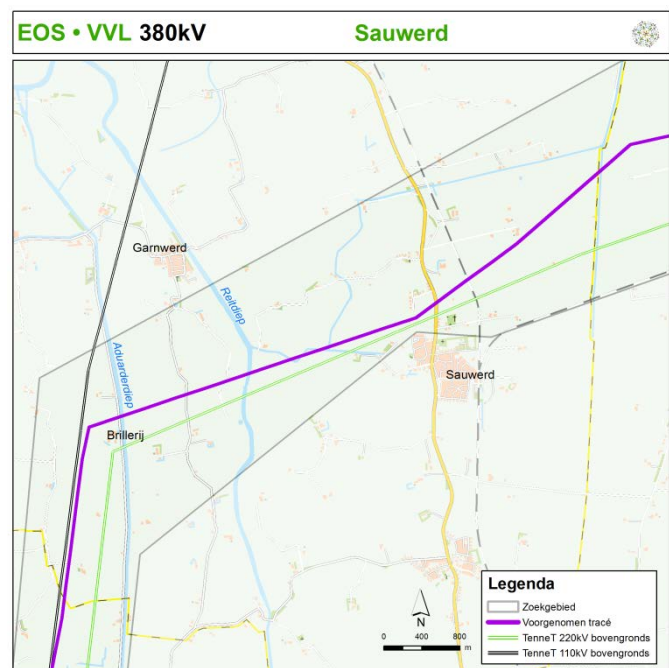 EOS • VVL 380kV
Sauwerd
Garnwerd
Reitdiep
Aduarderdiep
Sauwerd
Brillerij
Legenda
Zoekgebied
Voorgenomen tracé
TenneT 220kV bovengronds
TenneT 110kV bovengronds
N
0 400 800
m